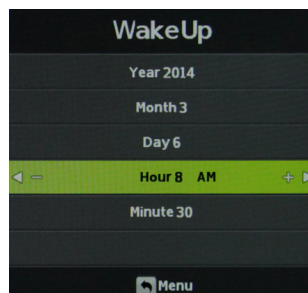 WakeUp
Year 2014
Month 3
Day 6
− Hour 8 AM +
Minute 30
Menu